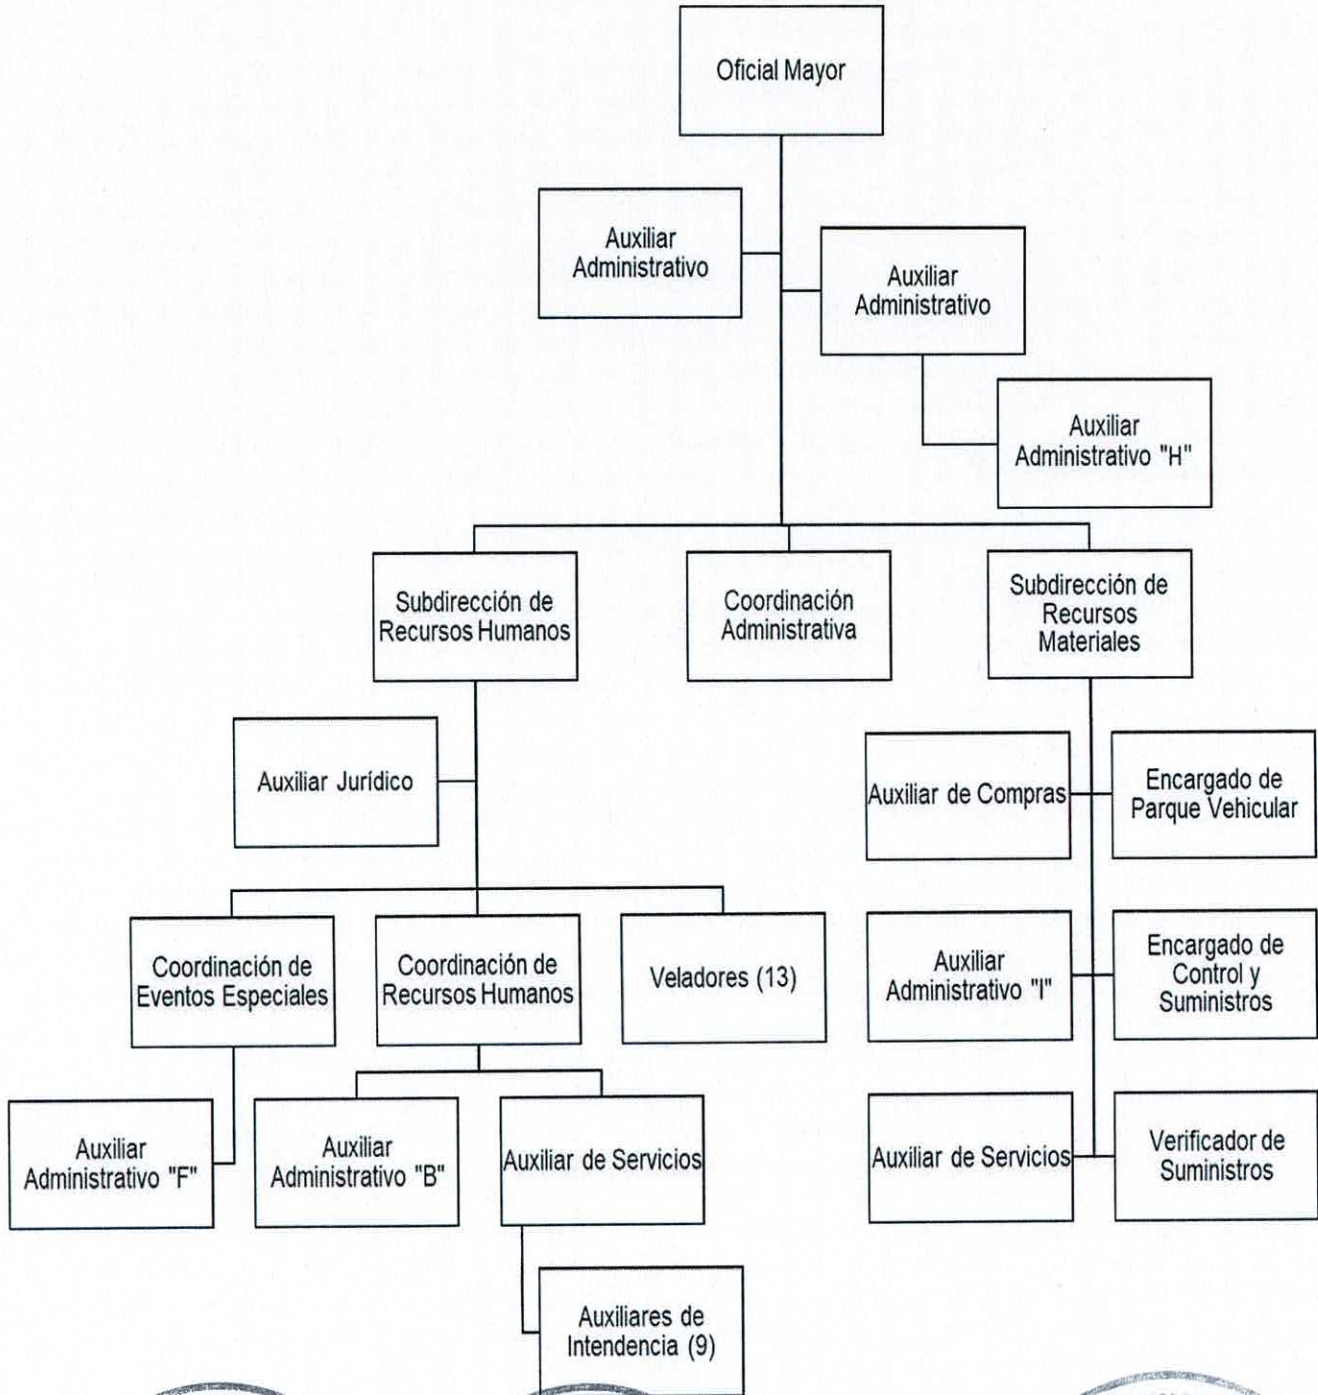 Oficial Mayor
Auxiliar
Administrativo
Auxiliar
Administrativo
Auxiliar
Administrativo "H"
Subdirección de
Recursos Humanos
Coordinación
Administrativa
Subdirección de
Recursos
Materiales
Auxiliar Jurídico
Auxiliar de Compras
Encargado de
Parque Vehicular
Coordinación de
Eventos Especiales
Coordinación de
Recursos Humanos
Veladores (13)
Auxiliar
Administrativo "I"
Encargado de
Control y
Suministros
Auxiliar
Administrativo "F"
Auxiliar
Administrativo "B"
Auxiliar de Servicios
Auxiliar de Servicios
Verificador de
Suministros
Auxiliares de
Intendencia (9)